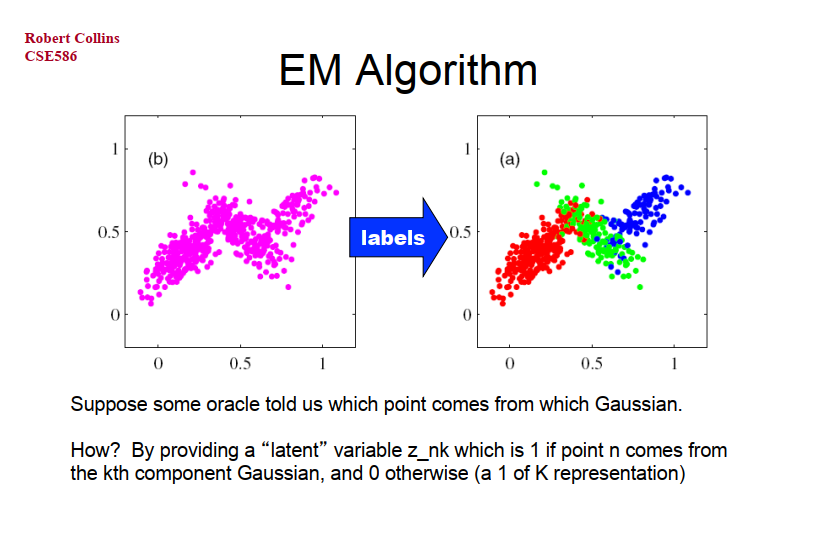 Robert Collins
CSE586
EM Algorithm
(b)
1
0.5
0
0
0.5
1
labels
(a)
1
0.5
0
0
0.5
1
Suppose some oracle told us which point comes from which Gaussian.
How? By providing a “latent” variable z_nk which is 1 if point n comes from
the kth component Gaussian, and 0 otherwise (a 1 of K representation)